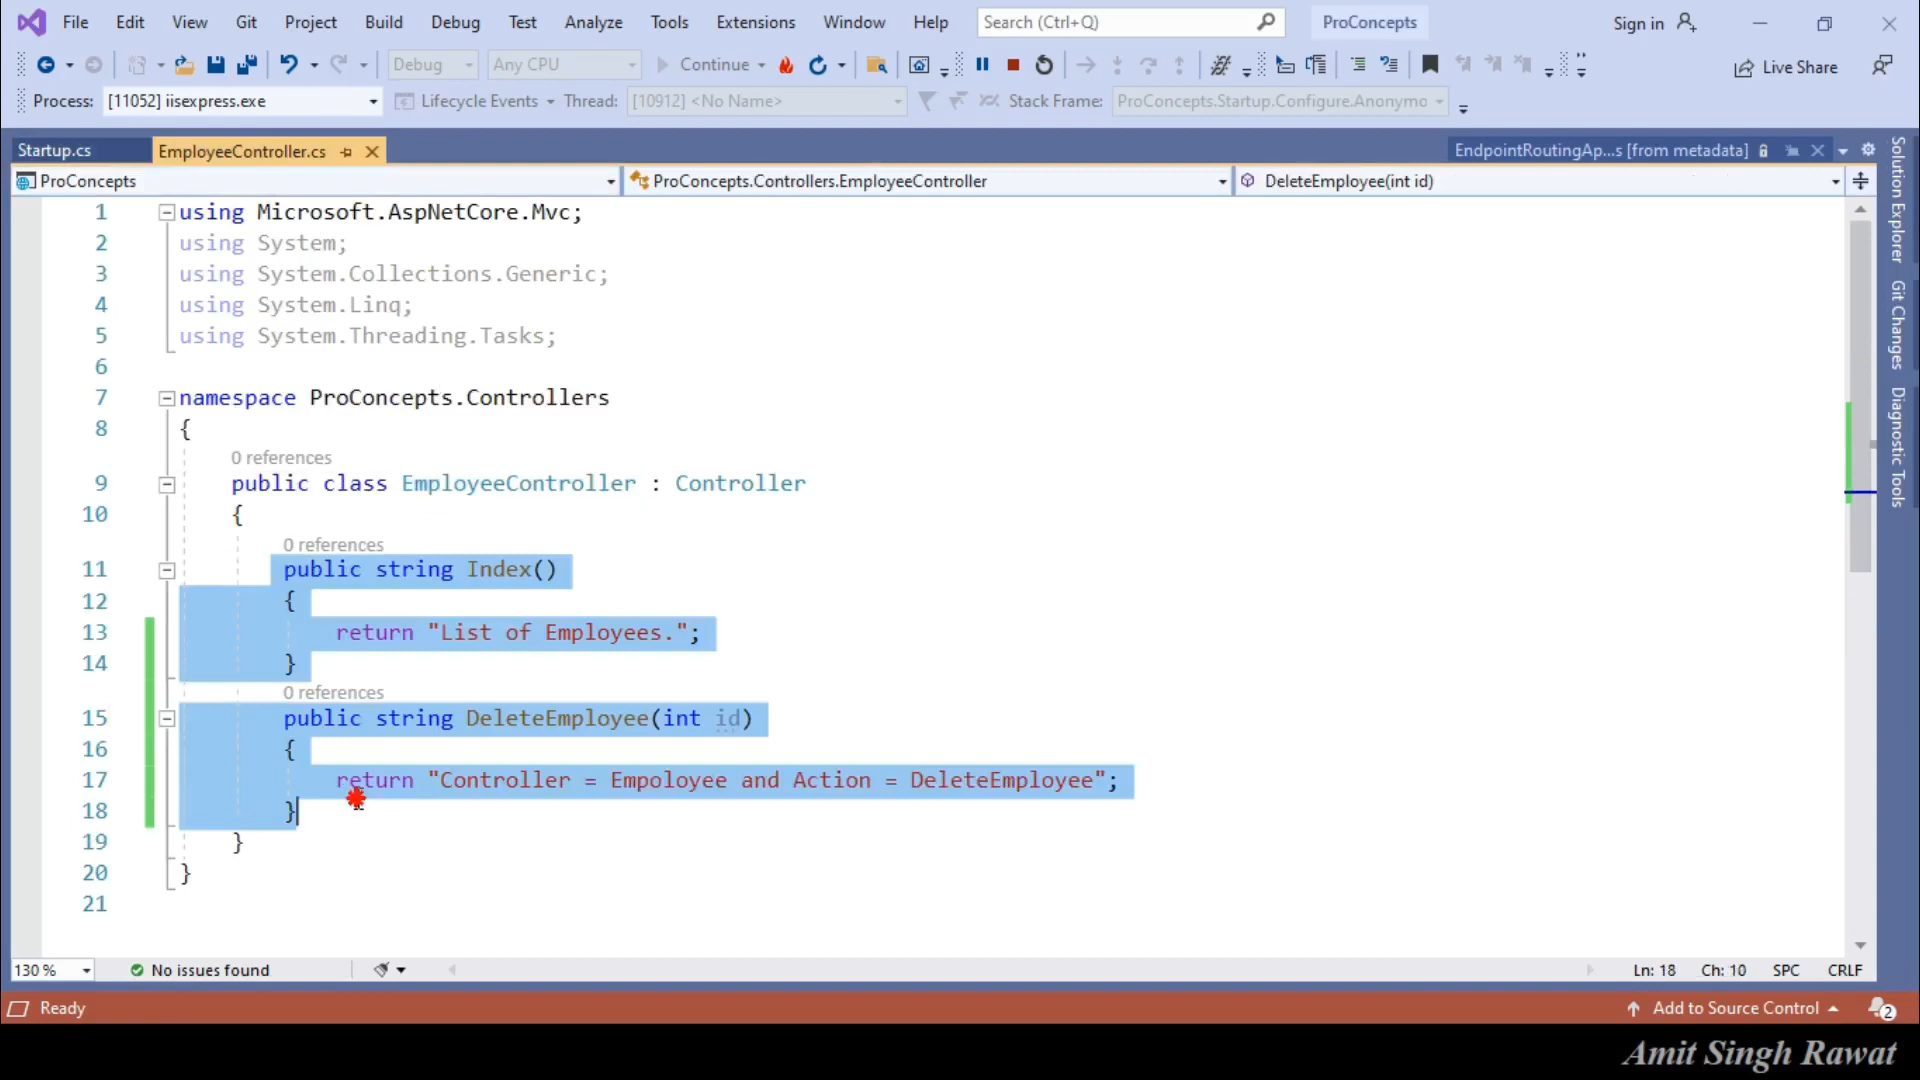 File Edit View Git Project Build Debug Test Analyze Tools Extensions Window Help Search (Ctrl+Q) ProConcepts Sign in
Debug Any CPU Continue Live Share
Process: [11052] iisexpress.exe Lifecycle Events Thread: [10912] <No Name> Stack Frame: ProConcepts.Startup.Configure.Anonymo
Startup.cs EmployeeController.cs EndpointRoutingAp...s [from metadata]
ProConcepts ProConcepts.Controllers.EmployeeController DeleteEmployee(int id)
1 using Microsoft.AspNetCore.Mvc;
2 using System;
3 using System.Collections.Generic;
4 using System.Linq;
5 using System.Threading.Tasks;
6
7 namespace ProConcepts.Controllers
8 {
0 references
9 public class EmployeeController : Controller
10 {
0 references
11 public string Index()
12 {
13 return "List of Employees.";
14 }
0 references
15 public string DeleteEmployee(int id)
16 {
17 return "Controller = Empoloyee and Action = DeleteEmployee";
18 }
19 }
20 }
21
Solution Explorer
Git Changes
Diagnostic Tools
130 % No issues found Ln: 18 Ch: 10 SPC CRLF
Ready Add to Source Control 2
Amit Singh Rawat